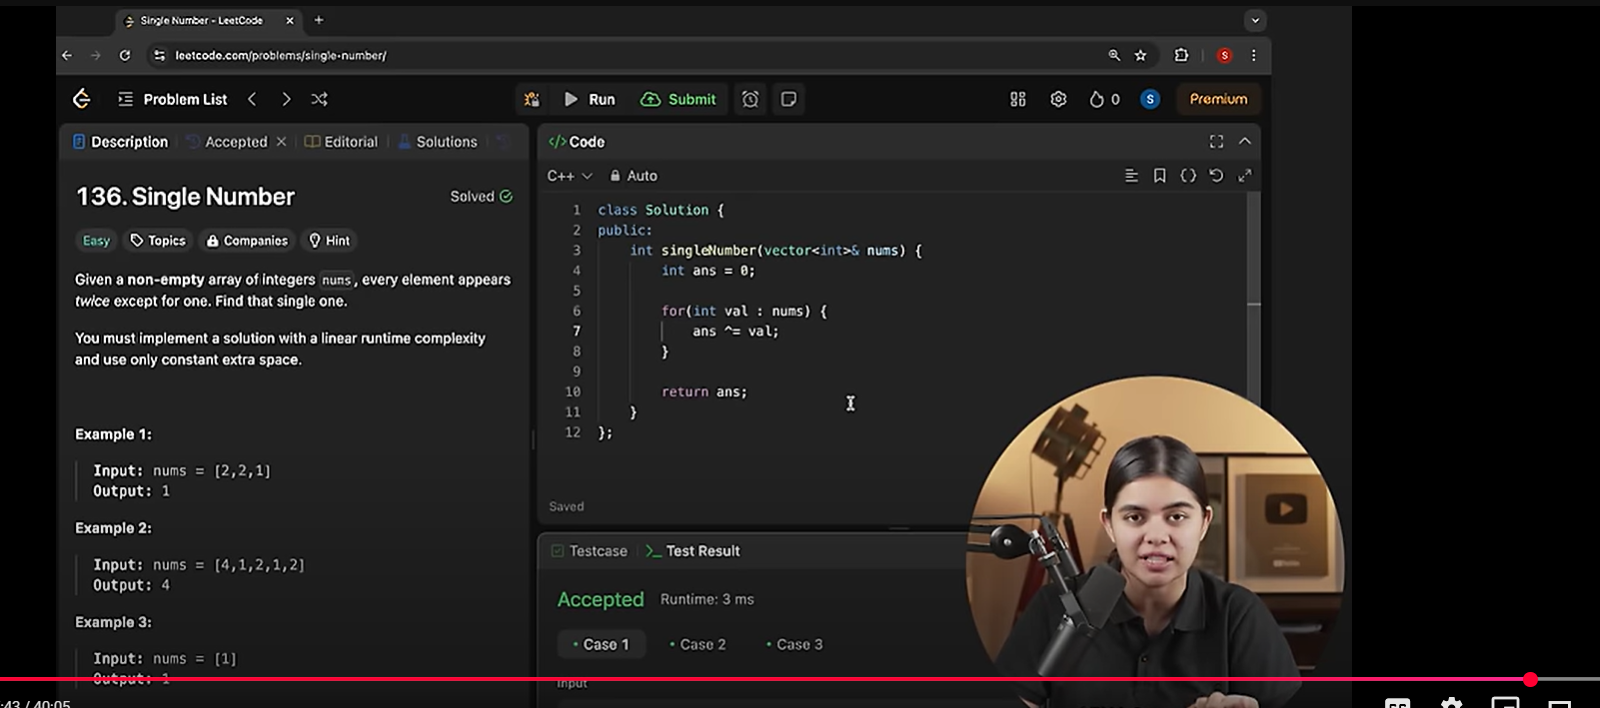 Single Number - LeetCode
leetcode.com/problems/single-number/
S
Problem List
Run
Submit
0
S
Premium
Description
Accepted
Editorial
Solutions
136. Single Number
Solved
Easy
Topics
Companies
Hint
Given a non-empty array of integers nums, every element appears
twice except for one. Find that single one.
You must implement a solution with a linear runtime complexity
and use only constant extra space.
Example 1:
Input: nums = [2,2,1]
Output: 1
Example 2:
Input: nums = [4,1,2,1,2]
Output: 4
Example 3:
Input: nums = [1]
Output: 1
</>Code
C++
Auto
1 class Solution {
2 public:
3 int singleNumber(vector<int>& nums) {
4 int ans = 0;
5
6 for(int val : nums) {
7 ans ^= val;
8 }
9
10 return ans;
11 }
12 };
Saved
Testcase
>_ Test Result
Accepted
Runtime: 3 ms
• Case 1
• Case 2
• Case 3
Input
:43 / 40:05